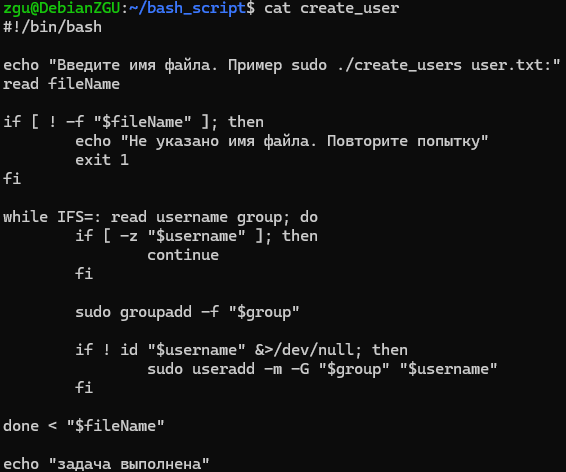 zgu@DebianZGU:~/bash_script$ cat create_user
#!/bin/bash
echo "Введите имя файла. Пример sudo ./create_users user.txt:"
read fileName
if [ ! -f "$fileName" ]; then
echo "Не указано имя файла. Повторите попытку"
exit 1
fi
while IFS=: read username group; do
if [ -z "$username" ]; then
continue
fi
sudo groupadd -f "$group"
if ! id "$username" &>/dev/null; then
sudo useradd -m -G "$group" "$username"
fi
done < "$fileName"
echo "задача выполнена"